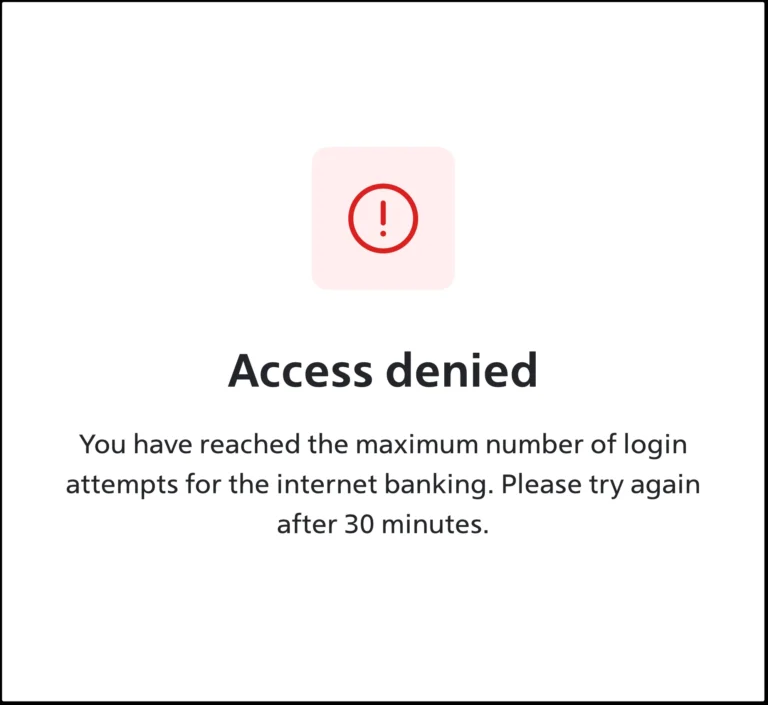 Access denied
You have reached the maximum number of login
attempts for the internet banking. Please try again
after 30 minutes.